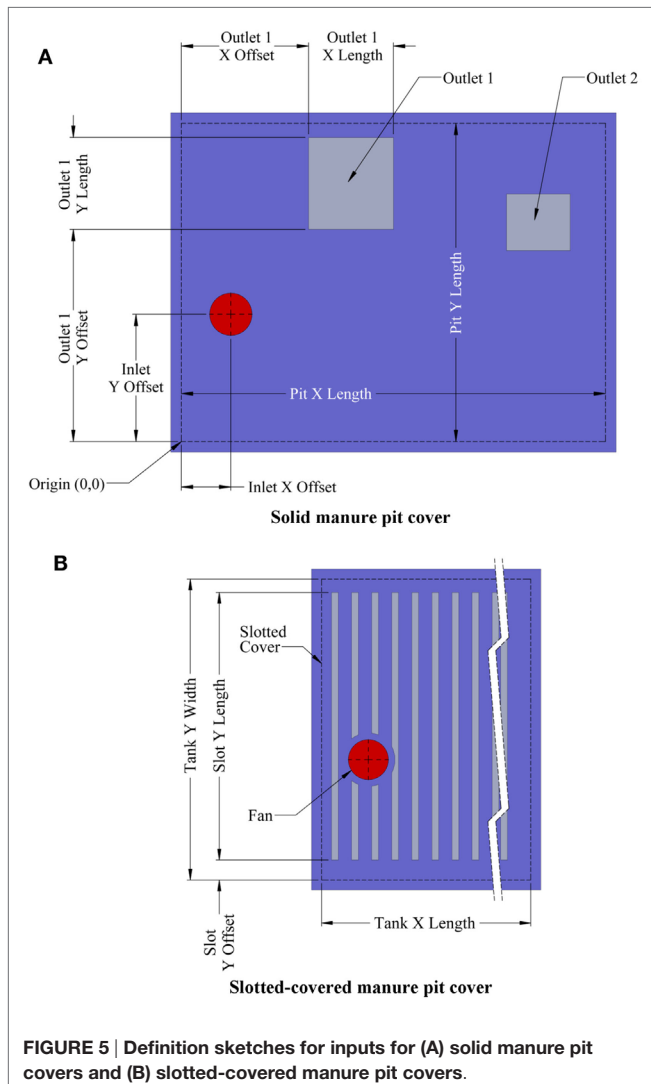 A
Outlet 1
X Offset
Outlet 1
X Length
Outlet 1
Outlet 2
Outlet 1
Y Length
Outlet 1
Y Offset
Inlet
Y Offset
Pit Y Length
Pit X Length
Origin (0,0)
Inlet X Offset
Solid manure pit cover
B
Slotted
Cover
Tank Y Width
Slot Y Length
Fan
Slot
Y Offset
Tank X Length
Slotted-covered manure pit cover
FIGURE 5 | Definition sketches for inputs for (A) solid manure pit
covers and (B) slotted-covered manure pit covers.